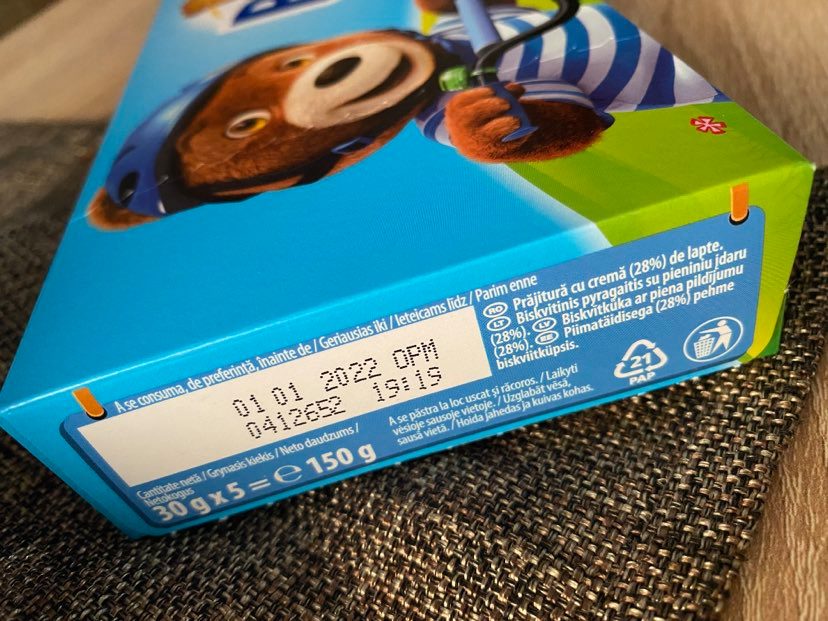 A se consuma, de preferință, înainte de / Geriausias iki / Ieteicams līdz / Parim enne
01 01 2022 OPM
0412652 19:19
RO Prăjitură cu cremă (28%) de lapte.
LT Biskvitinis pyragaitis su pieniniu įdaru
(28%). LV Biskvītkūka ar piena pildījumu
(28%). EE Piimatäidisega (28%) pehme
biskviitküpsis.
21
PAP
Cantitate netă / Grynasis kiekis / Neto daudzums /
Netokogus
30 g x 5 = e 150 g
A se păstra la loc uscat și răcoros. / Laikyti
vėsioje sausoje vietoje. / Uzglabāt vēsā,
sausā vietā. / Hoida jahedas ja kuivas kohas.